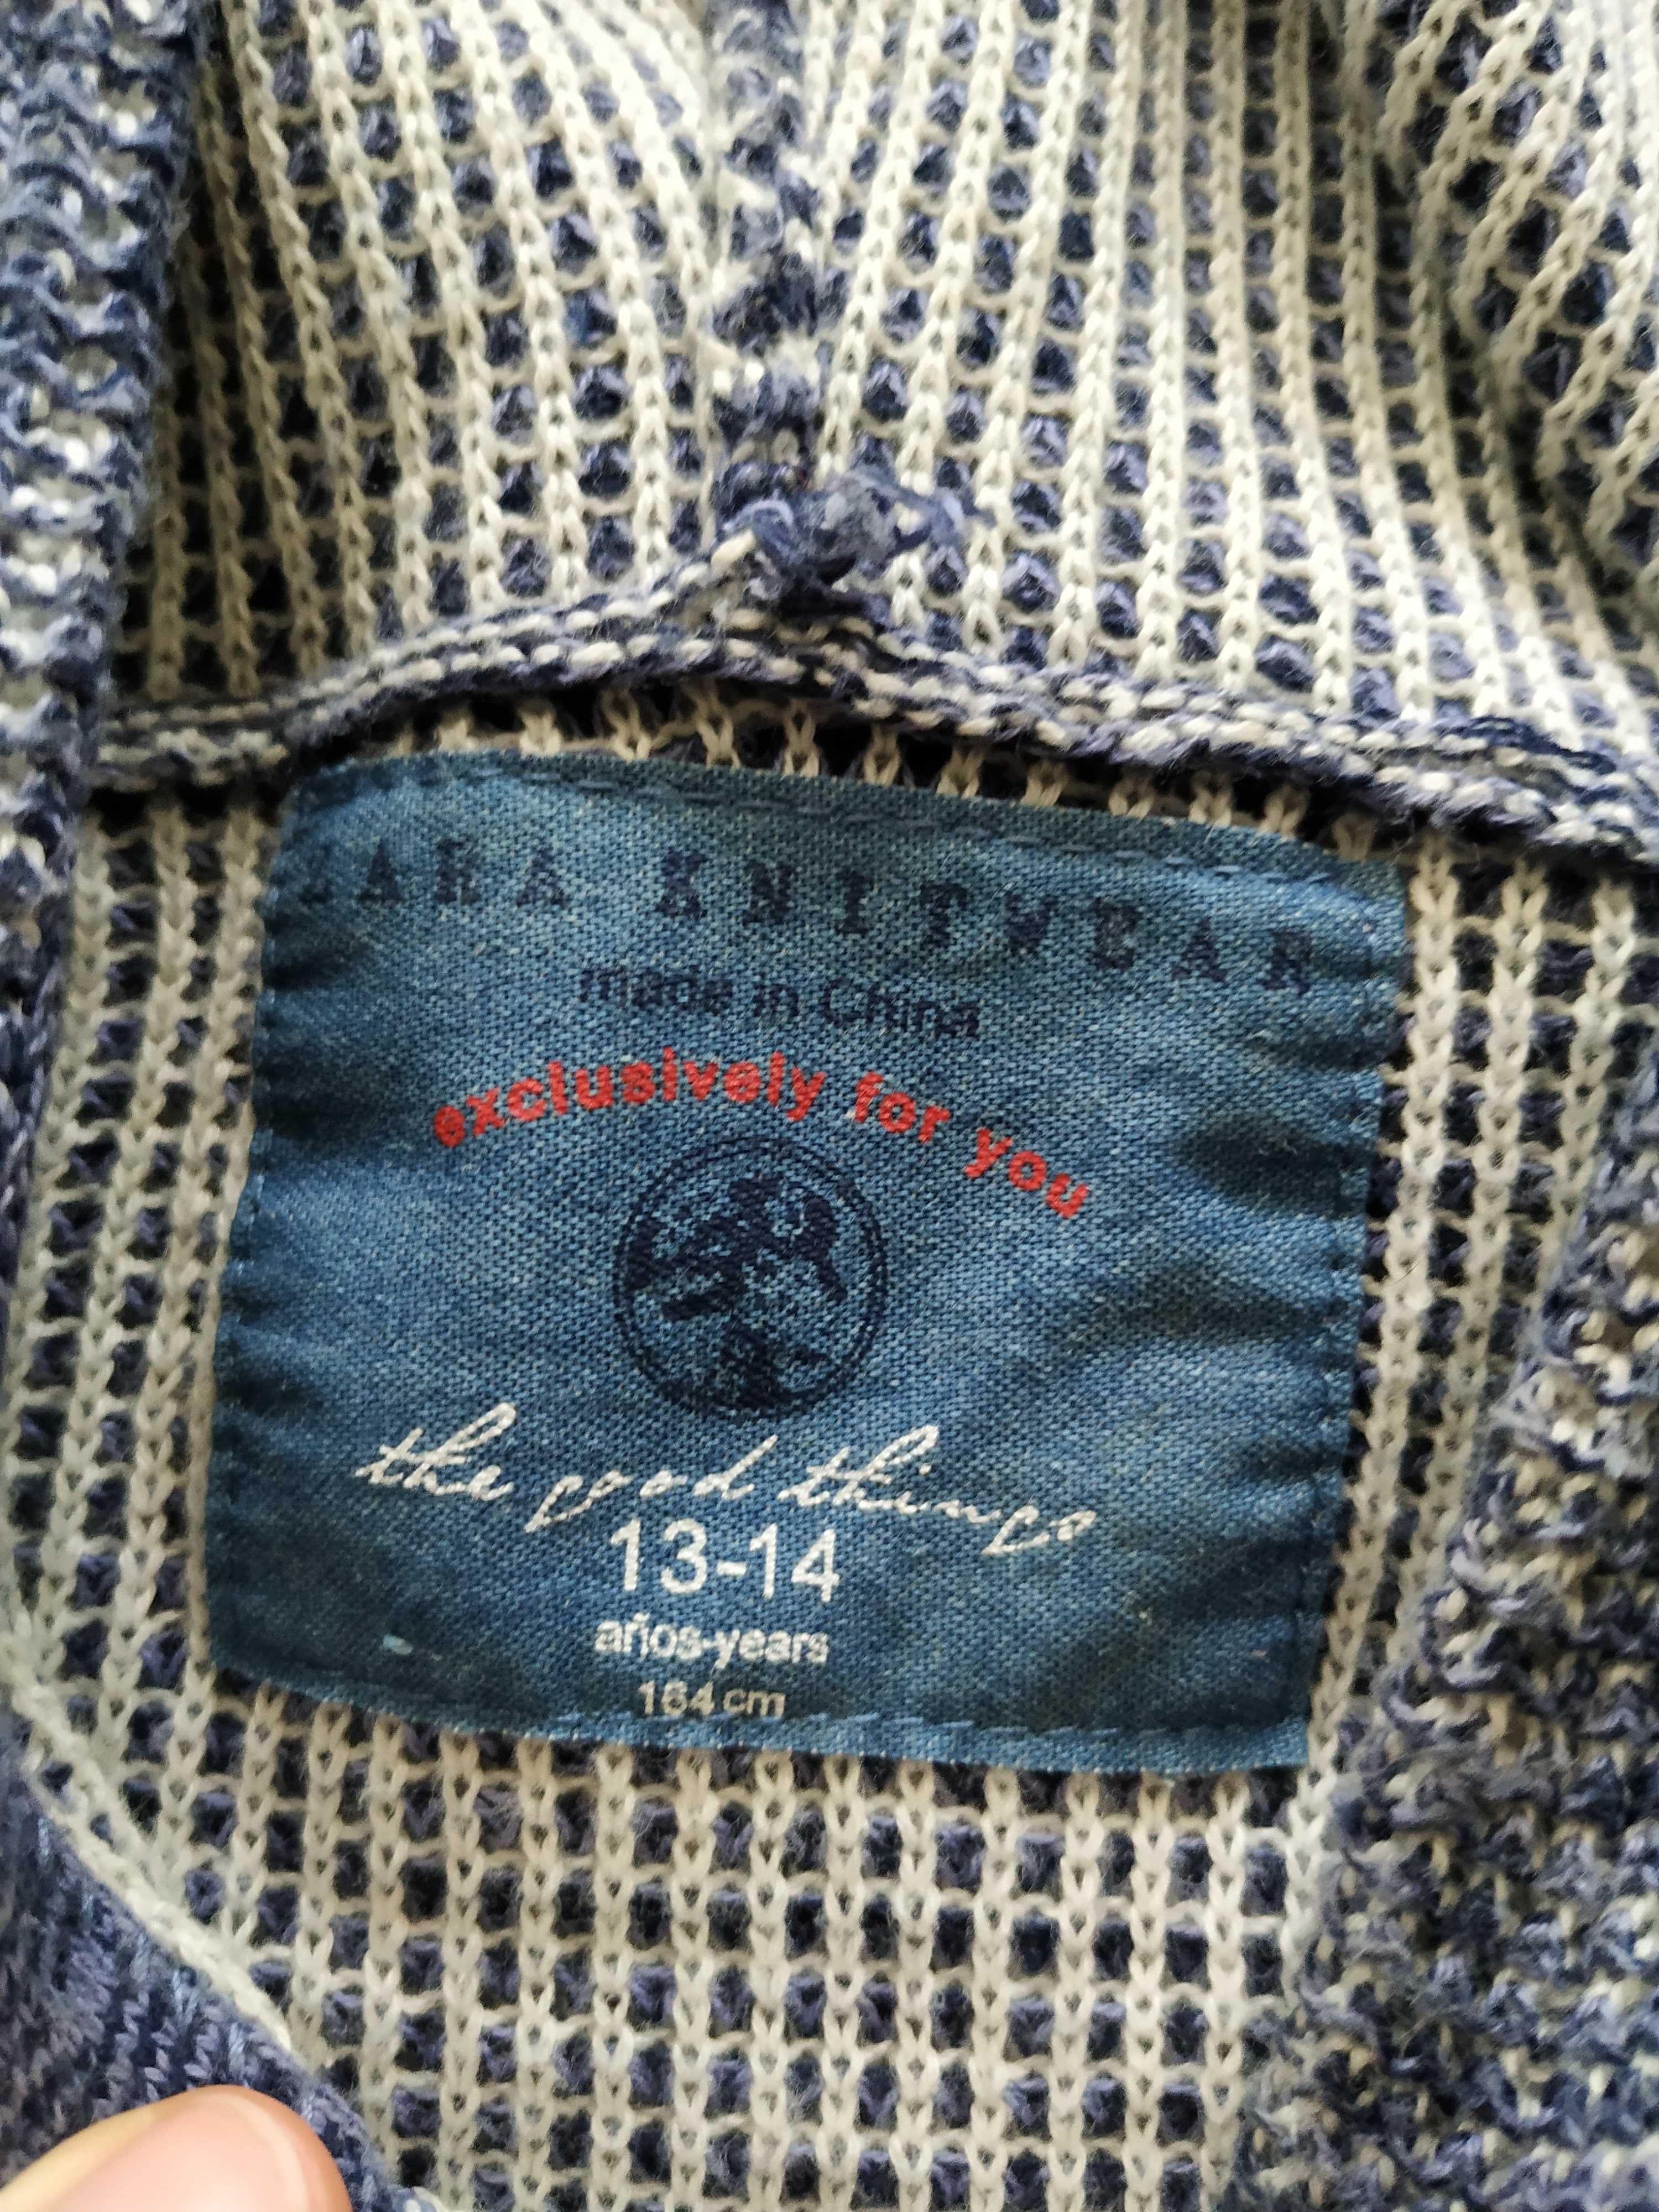 ZARA KNITWEAR
made in China
exclusively for you
the good things
13-14
años-years
164 cm